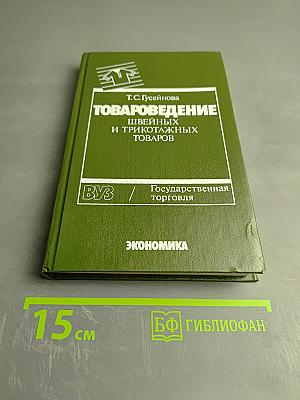 Т.С.Гусейнова
ТОВАРОВЕДЕНИЕ
ШВЕЙНЫХ
И ТРИКОТАЖНЫХ
ТОВАРОВ
ВУЗ / Государственная
торговля
ЭКОНОМИКА
15 см
БФ ГИБЛИОФАН